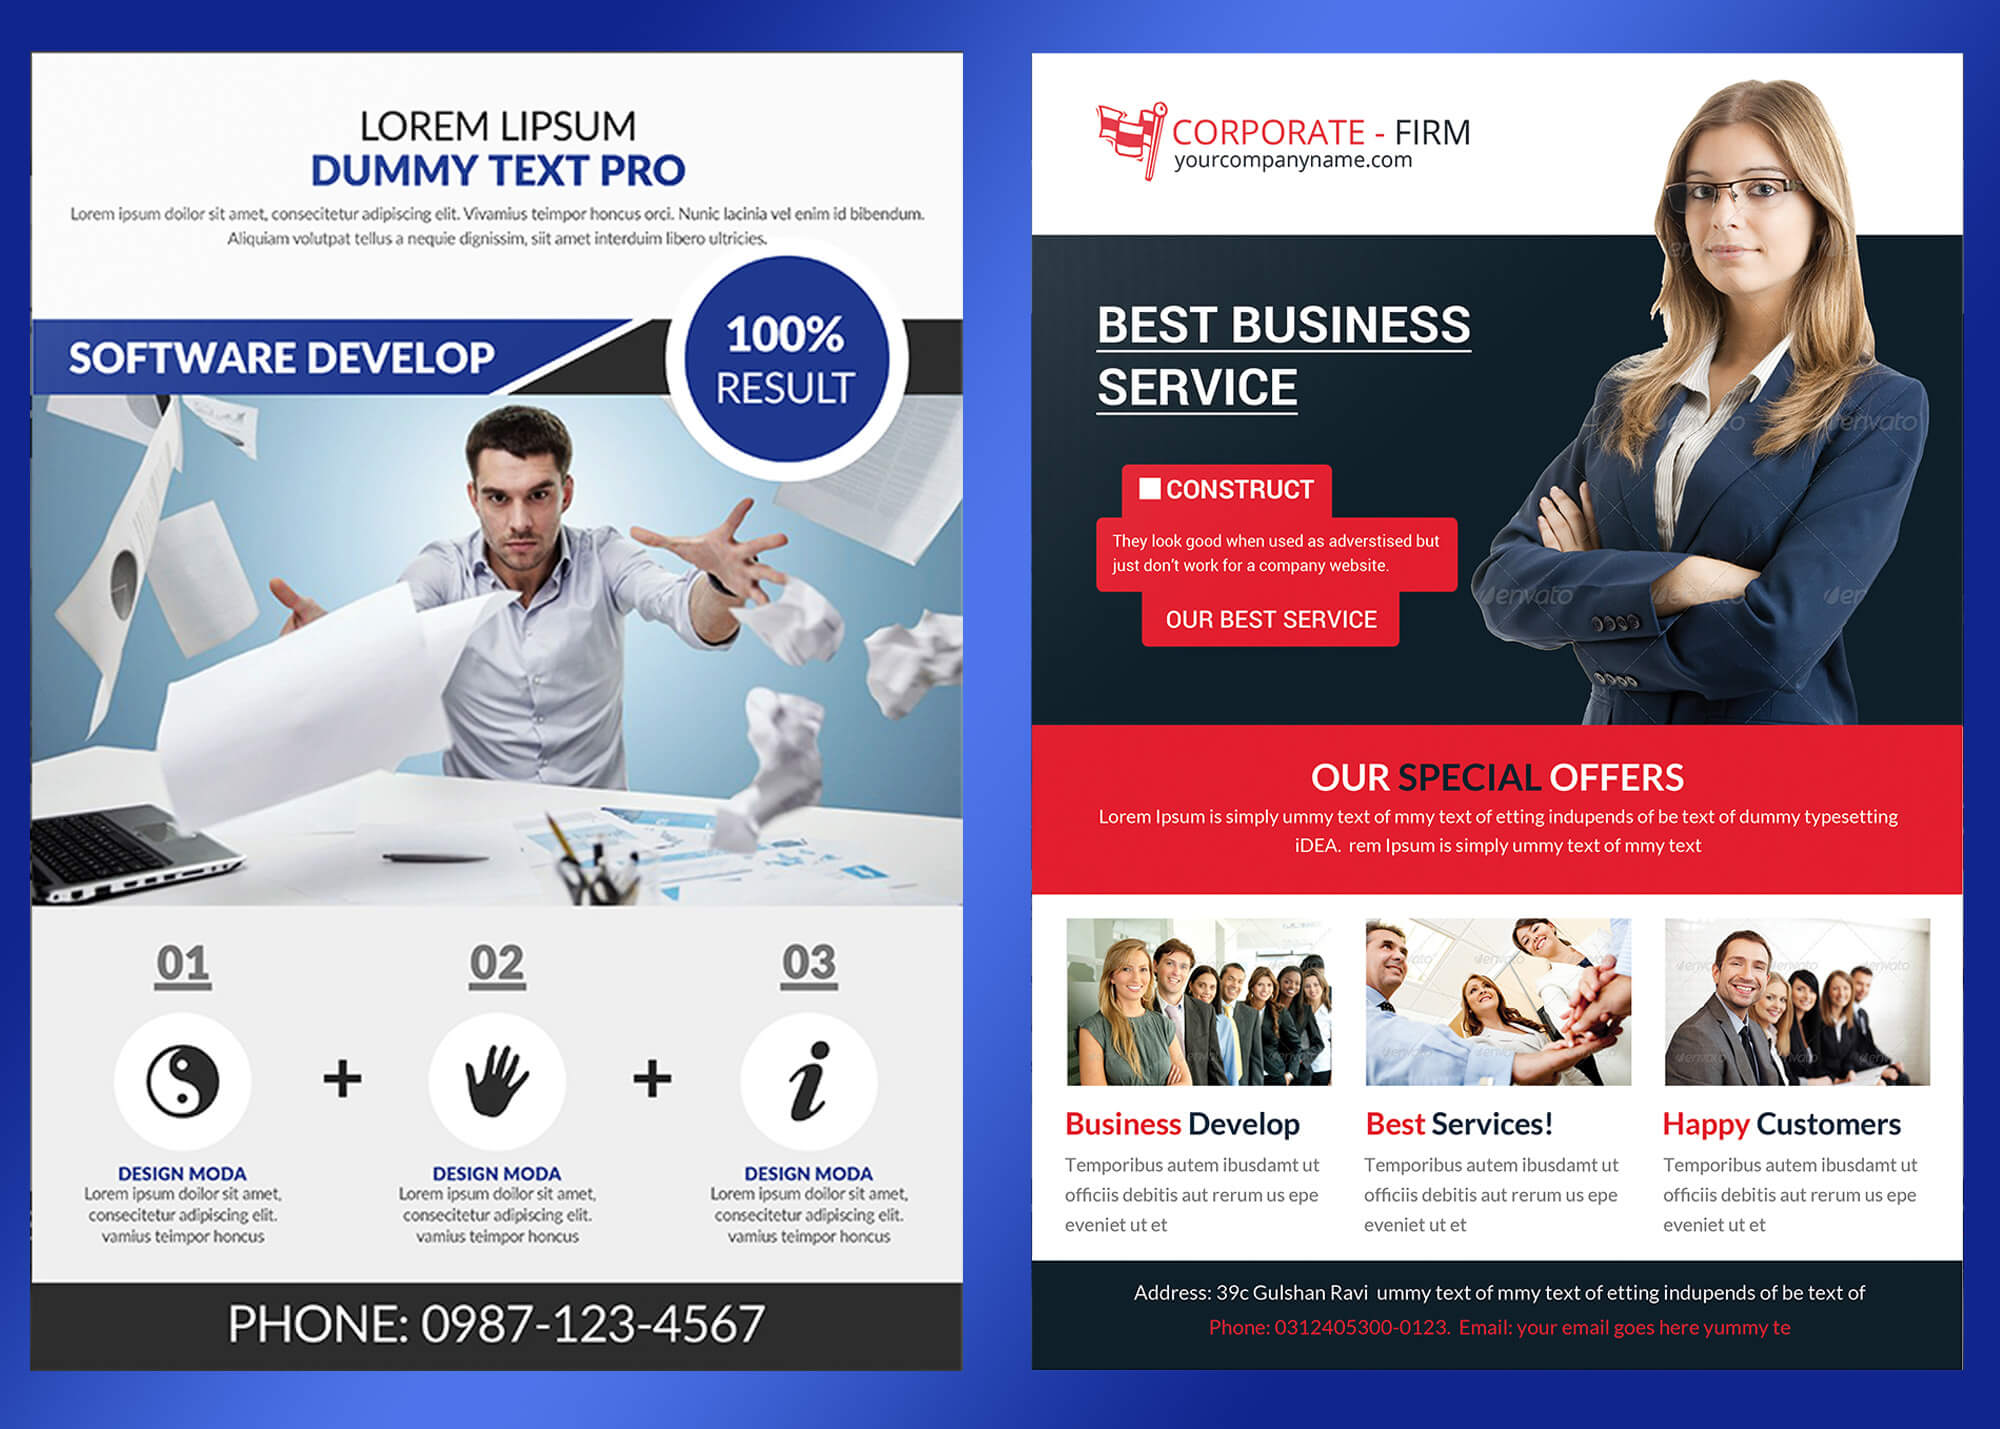 LOREM LIPSUM
DUMMY TEXT PRO
Lorem ipsum doilor sit amet, consecitetur adipiscing elit. Vivamius teimpor honcus orci. Nunic lacinia vel enim id bibendum.
Aliquiam volutpat tellus a nequie dignissim, siit amet interduim libero ultricies.
SOFTWARE DEVELOP
100%
RESULT
01
02
03
+
+
DESIGN MODA
Lorem ipsum doilor sit amet,
consecitetur adipiscing elit.
vamius teimpor honcus
DESIGN MODA
Lorem ipsum doilor sit amet,
consecitetur adipiscing elit.
vamius teimpor honcus
DESIGN MODA
Lorem ipsum doilor sit amet,
consecitetur adipiscing elit.
vamius teimpor honcus
PHONE: 0987-123-4567
CORPORATE - FIRM
yourcompanyname.com
BEST BUSINESS
SERVICE
CONSTRUCT
They look good when used as adverstised but
just don't work for a company website.
OUR BEST SERVICE
envato
envato
envato
envato
OUR SPECIAL OFFERS
Lorem Ipsum is simply ummy text of mmy text of etting indupends of be text of dummy typesetting
iDEA. rem Ipsum is simply ummy text of mmy text
Business Develop
Temporibus autem ibusdamt ut
officiis debitis aut rerum us epe
eveniet ut et
Best Services!
Temporibus autem ibusdamt ut
officiis debitis aut rerum us epe
eveniet ut et
Happy Customers
Temporibus autem ibusdamt ut
officiis debitis aut rerum us epe
eveniet ut et
Address: 39c Gulshan Ravi ummy text of mmy text of etting indupends of be text of
Phone: 0312405300-0123. Email: your email goes here yummy te